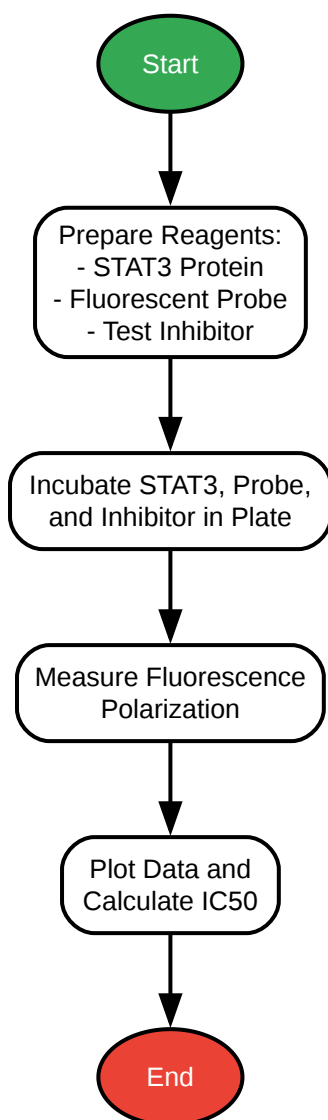 Start
Prepare Reagents:
- STAT3 Protein
- Fluorescent Probe
- Test Inhibitor
Incubate STAT3, Probe,
and Inhibitor in Plate
Measure Fluorescence
Polarization
Plot Data and
Calculate IC50
End